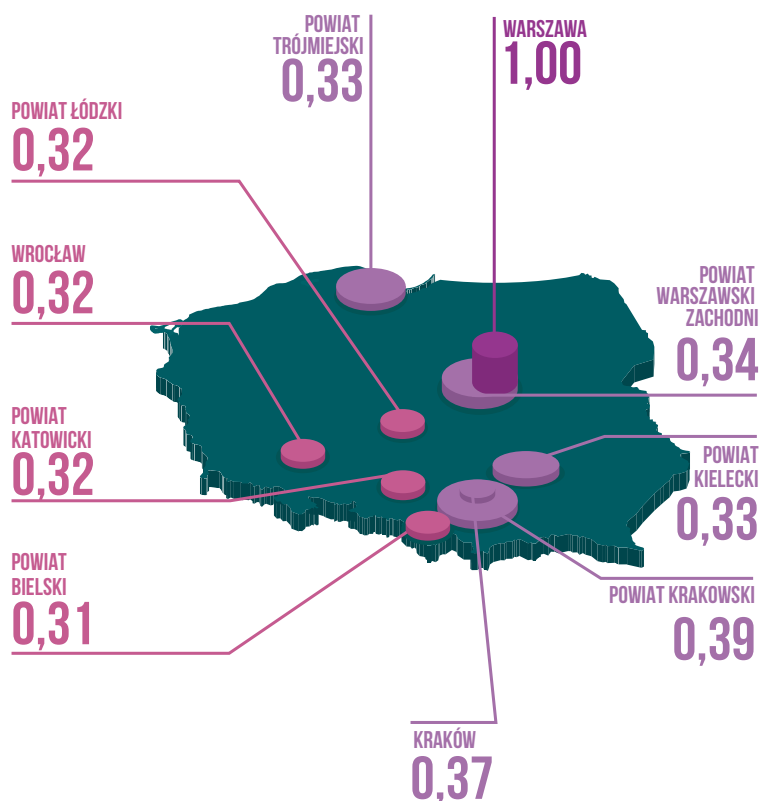 POWIAT
TRÓJMIEJSKI
0,33
WARSZAWA
1,00
POWIAT ŁÓDZKI
0,32
WROCŁAW
0,32
POWIAT
WARSZAWSKI
ZACHODNI
0,34
POWIAT
KATOWICKI
0,32
POWIAT
KIELECKI
0,33
POWIAT
BIELSKI
0,31
POWIAT KRAKOWSKI
0,39
KRAKÓW
0,37